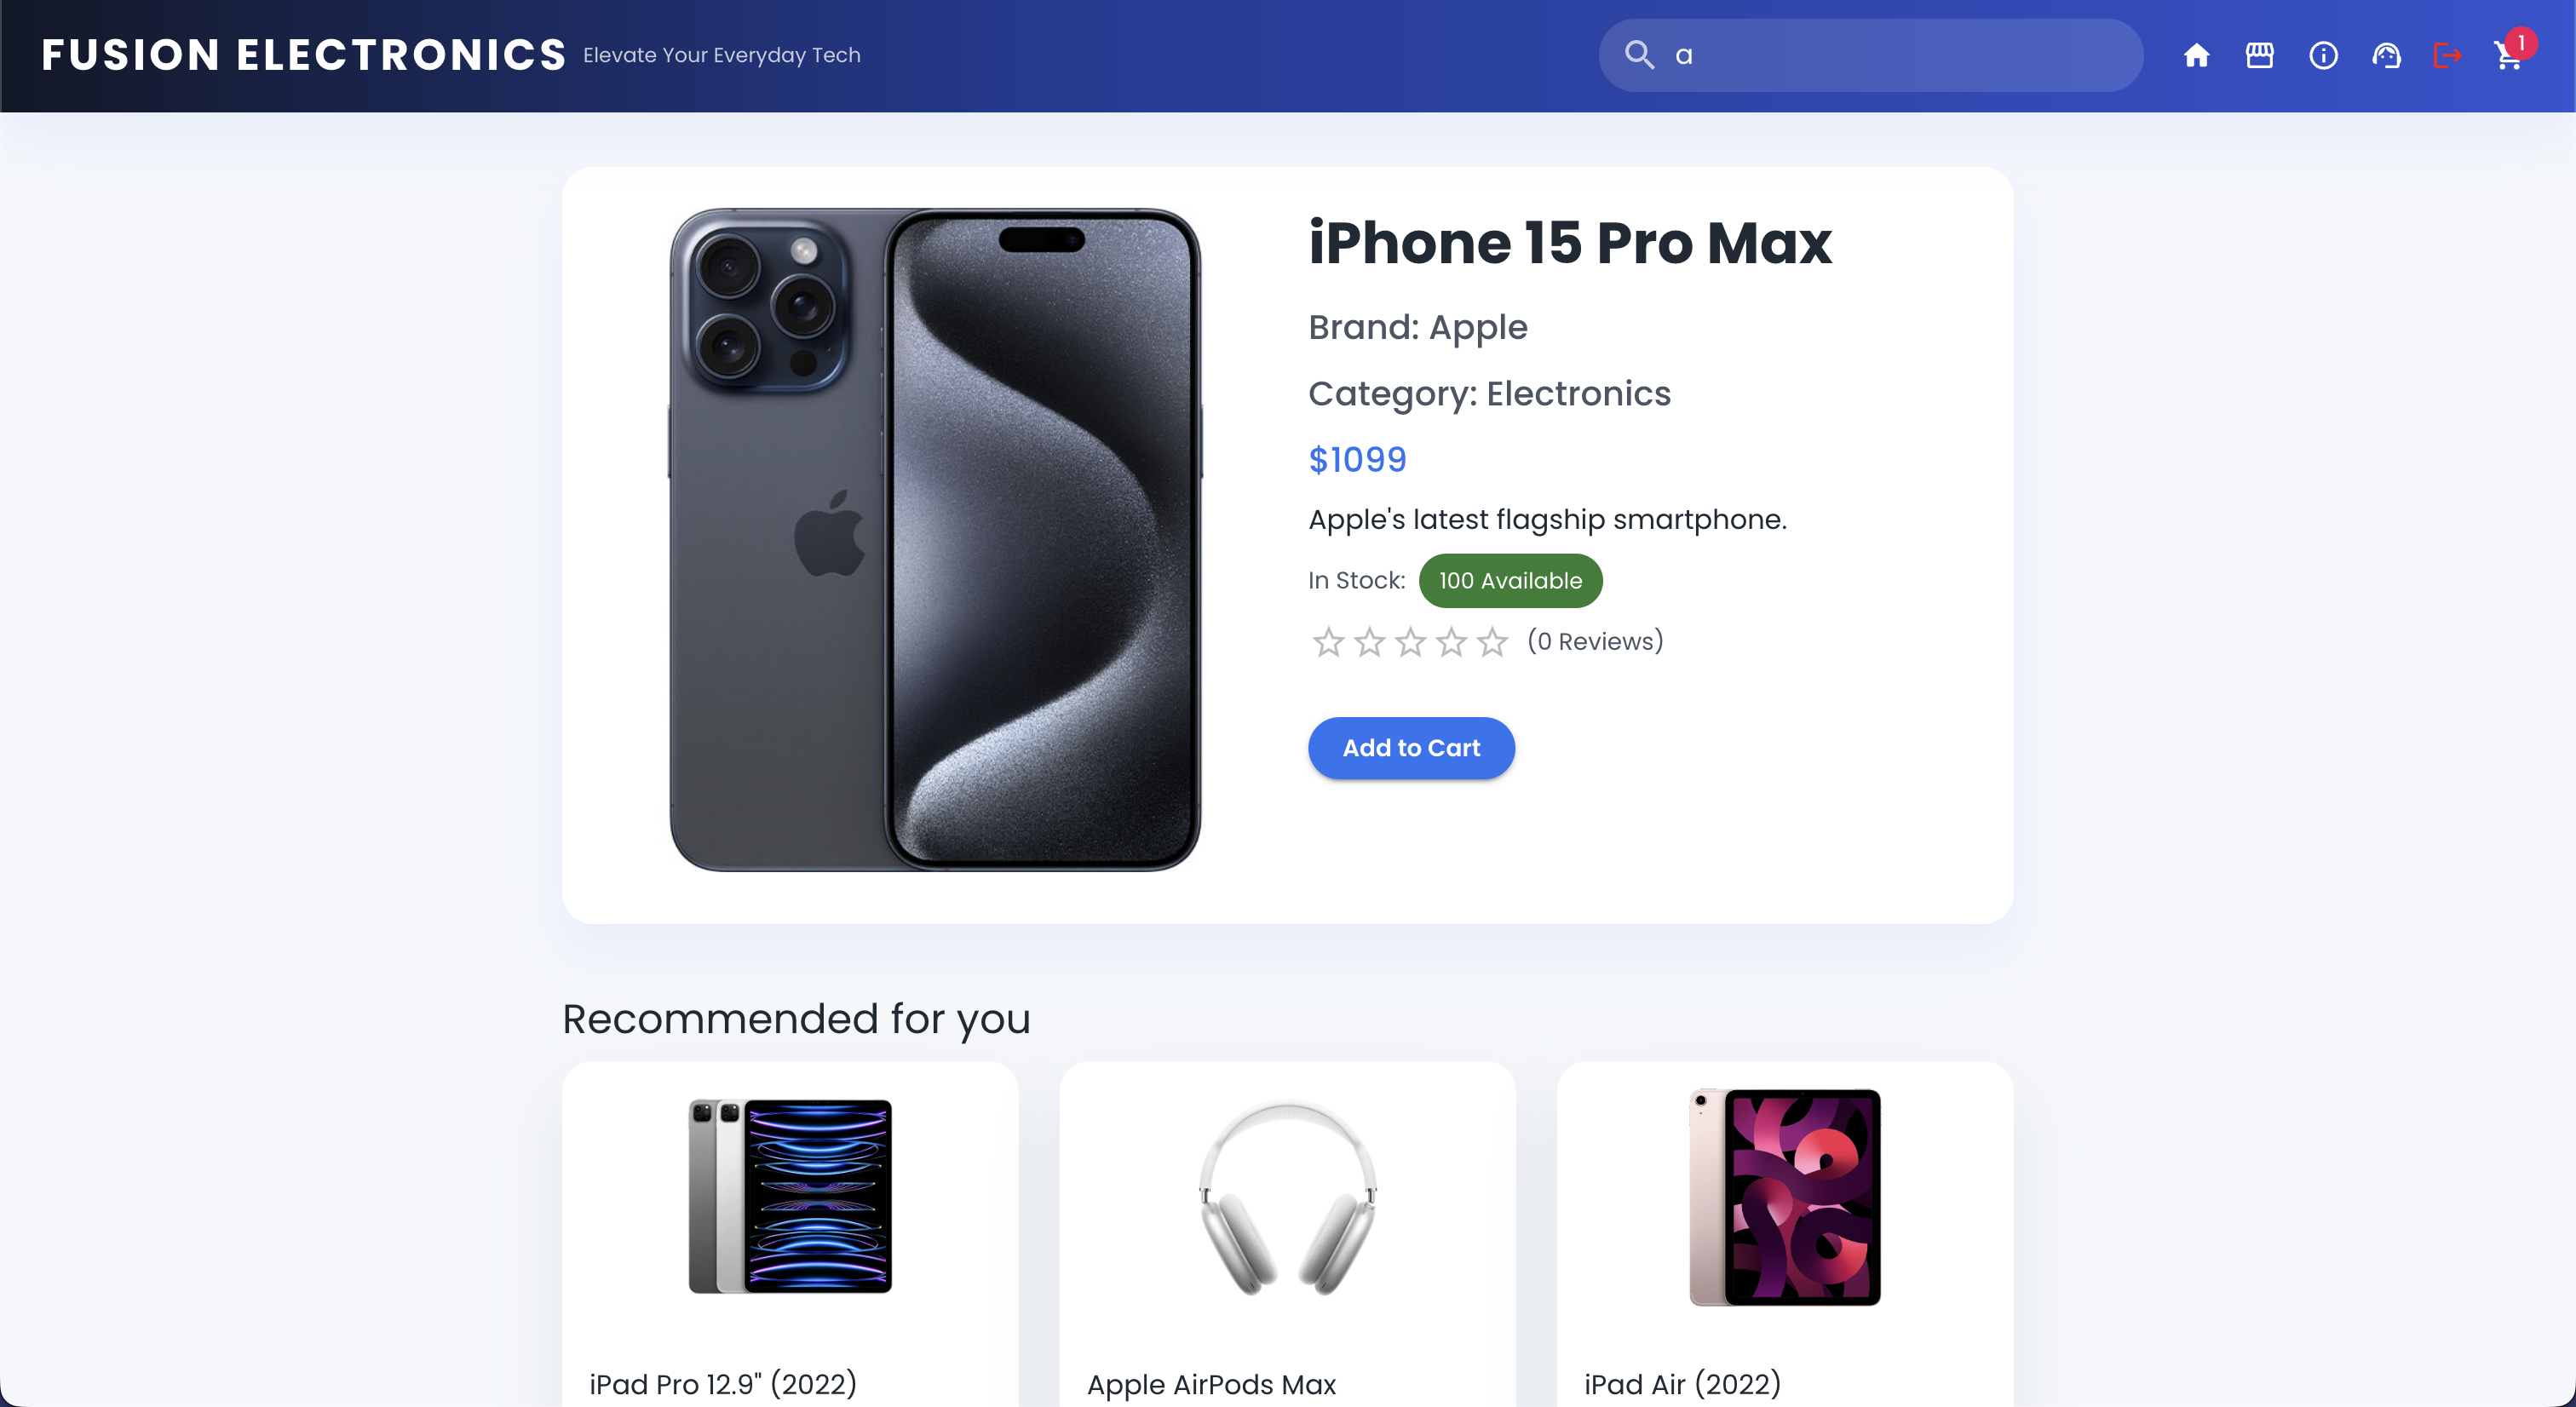 FUSION ELECTRONICS Elevate Your Everyday Tech
a
1
iPhone 15 Pro Max
Brand: Apple
Category: Electronics
$1099
Apple's latest flagship smartphone.
In Stock: 100 Available
(0 Reviews)
Add to Cart
Recommended for you
iPad Pro 12.9" (2022)
Apple AirPods Max
iPad Air (2022)